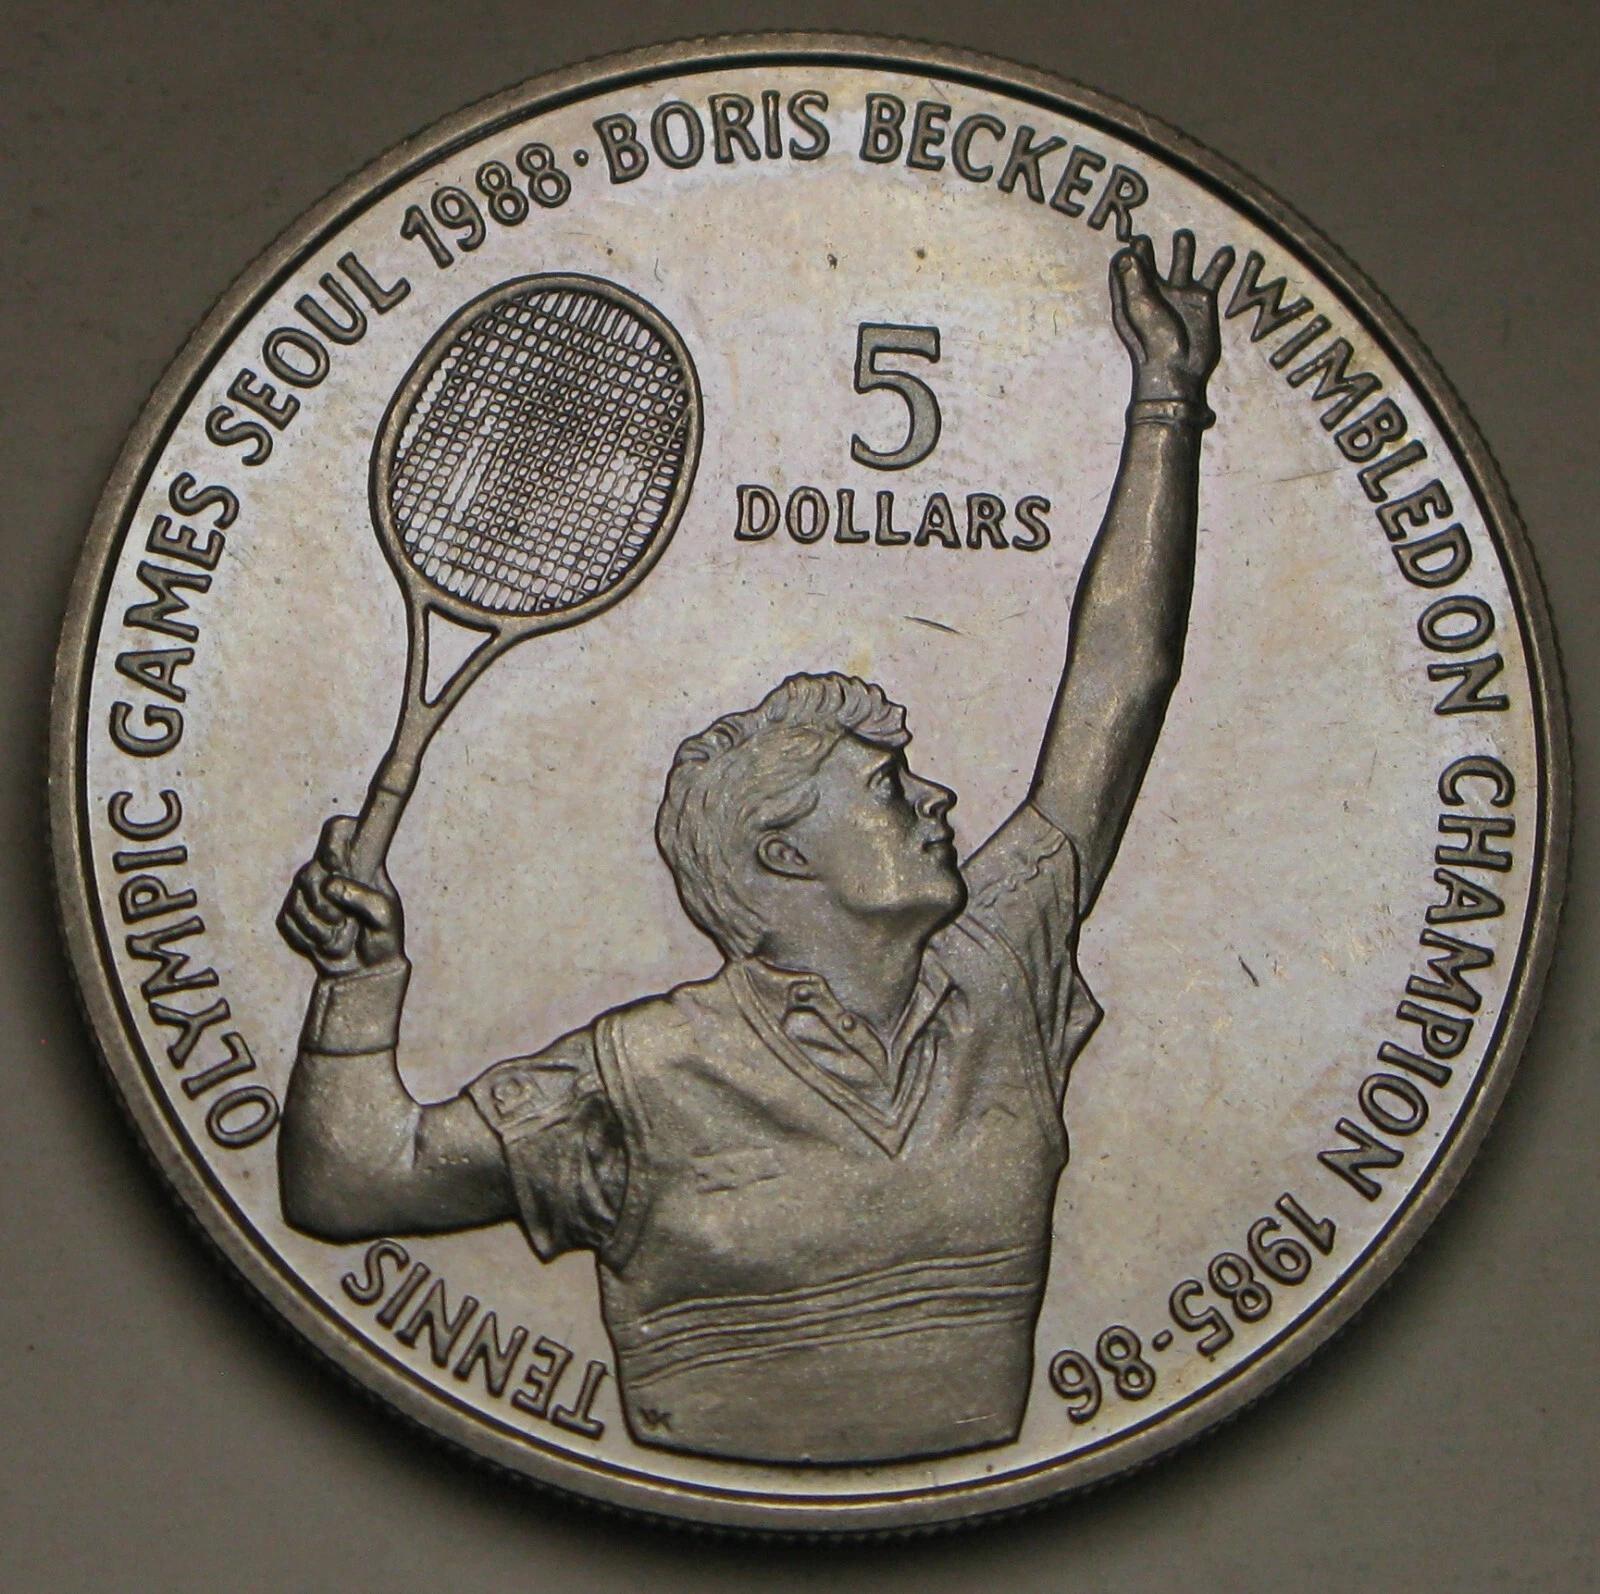 TENNIS OLYMPIC GAMES SEOUL 1988 · BORIS BECKER WIMBLEDON CHAMPION 1985-86
5
DOLLARS